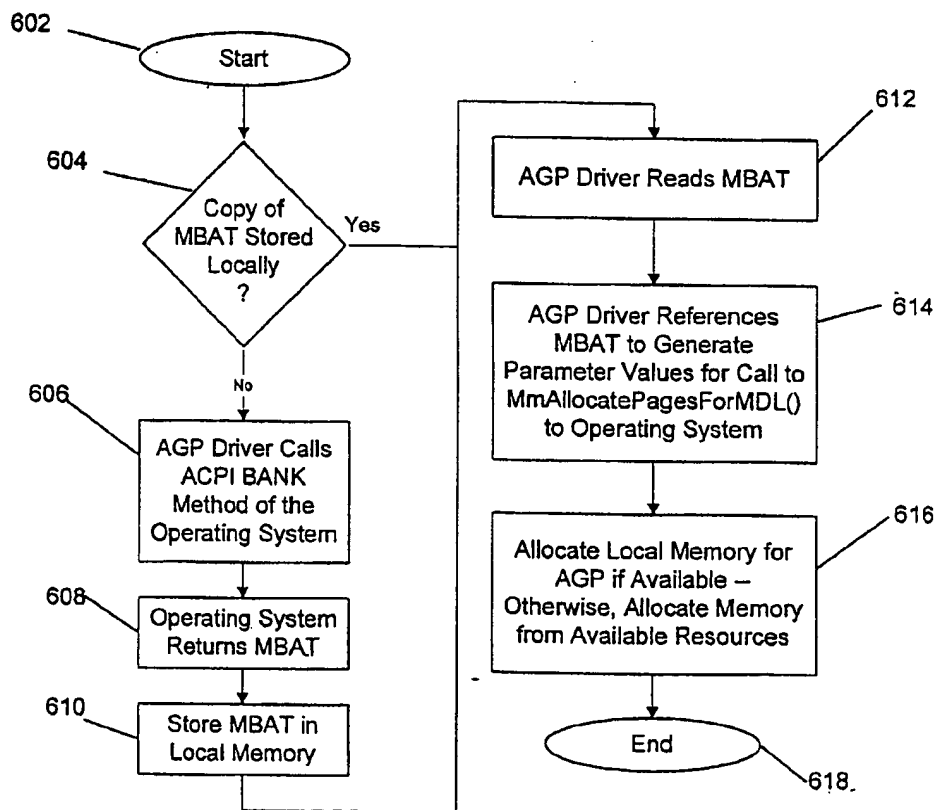 602
Start
604
Copy of
MBAT Stored
Locally
?
Yes
No
606
AGP Driver Calls
ACPI BANK
Method of the
Operating System
608
Operating System
Returns MBAT
610
Store MBAT in
Local Memory
612
AGP Driver Reads MBAT
614
AGP Driver References
MBAT to Generate
Parameter Values for Call to
MmAllocatePagesForMDL()
to Operating System
616
Allocate Local Memory for
AGP if Available –
Otherwise, Allocate Memory
from Available Resources
End
618